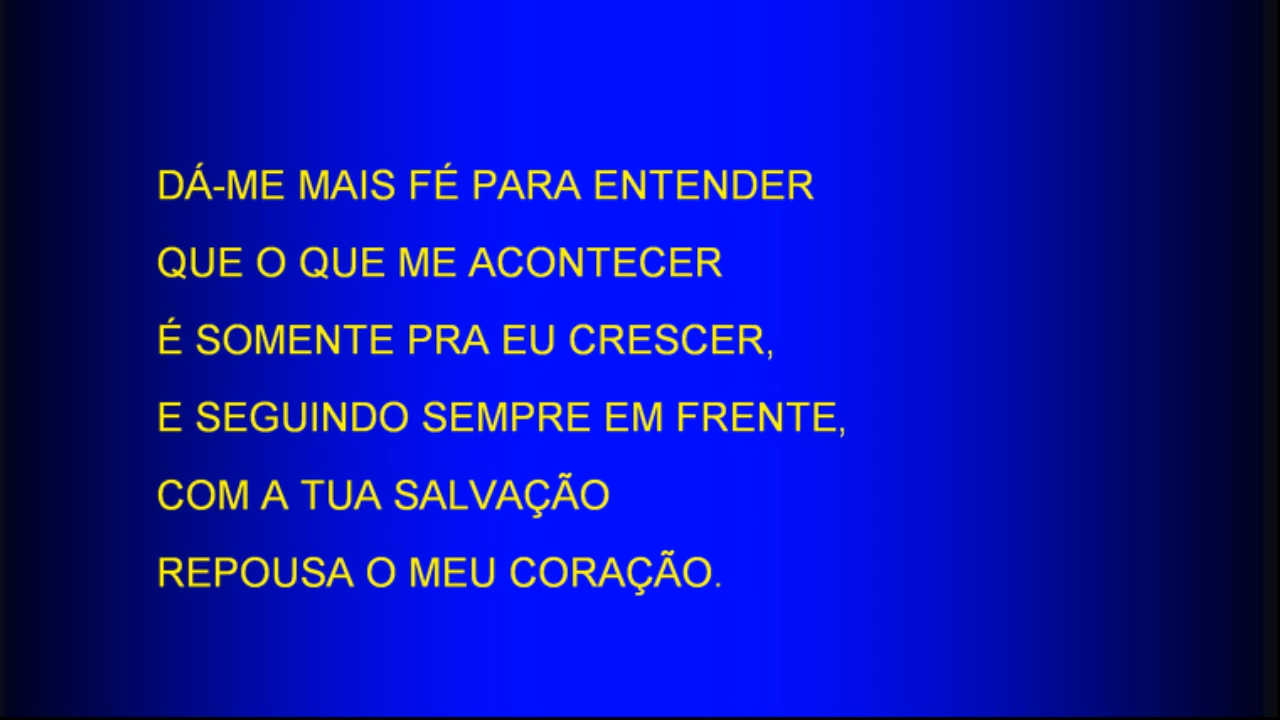 DÁ-ME MAIS FÉ PARA ENTENDER
QUE O QUE ME ACONTECER
É SOMENTE PRA EU CRESCER,
E SEGUINDO SEMPRE EM FRENTE,
COM A TUA SALVAÇÃO
REPOUSA O MEU CORAÇÃO.